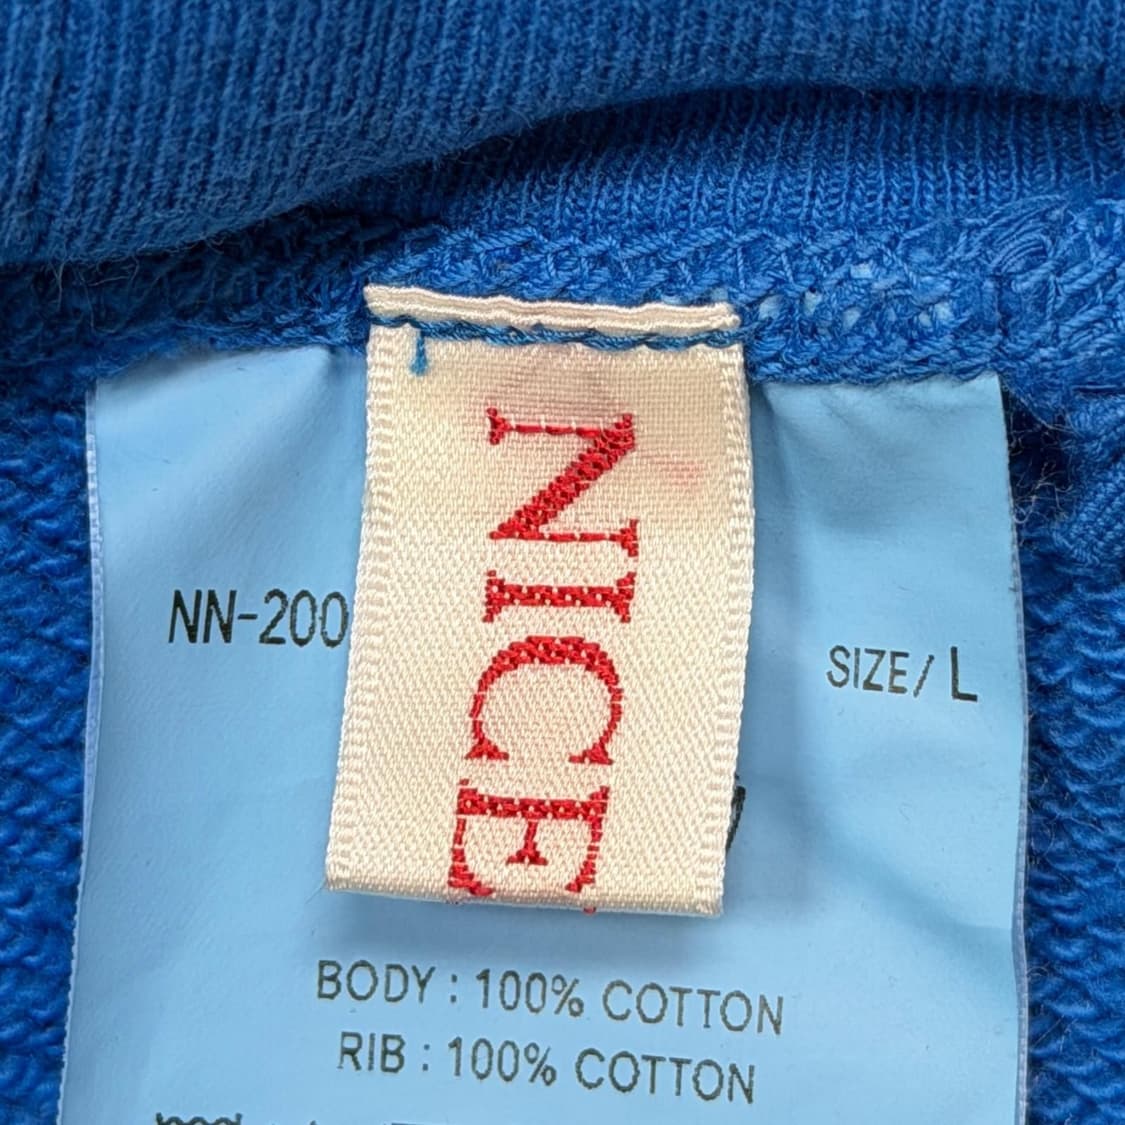 NICE
NN-200
SIZE/ L
BODY : 100% COTTON
RIB : 100% COTTON